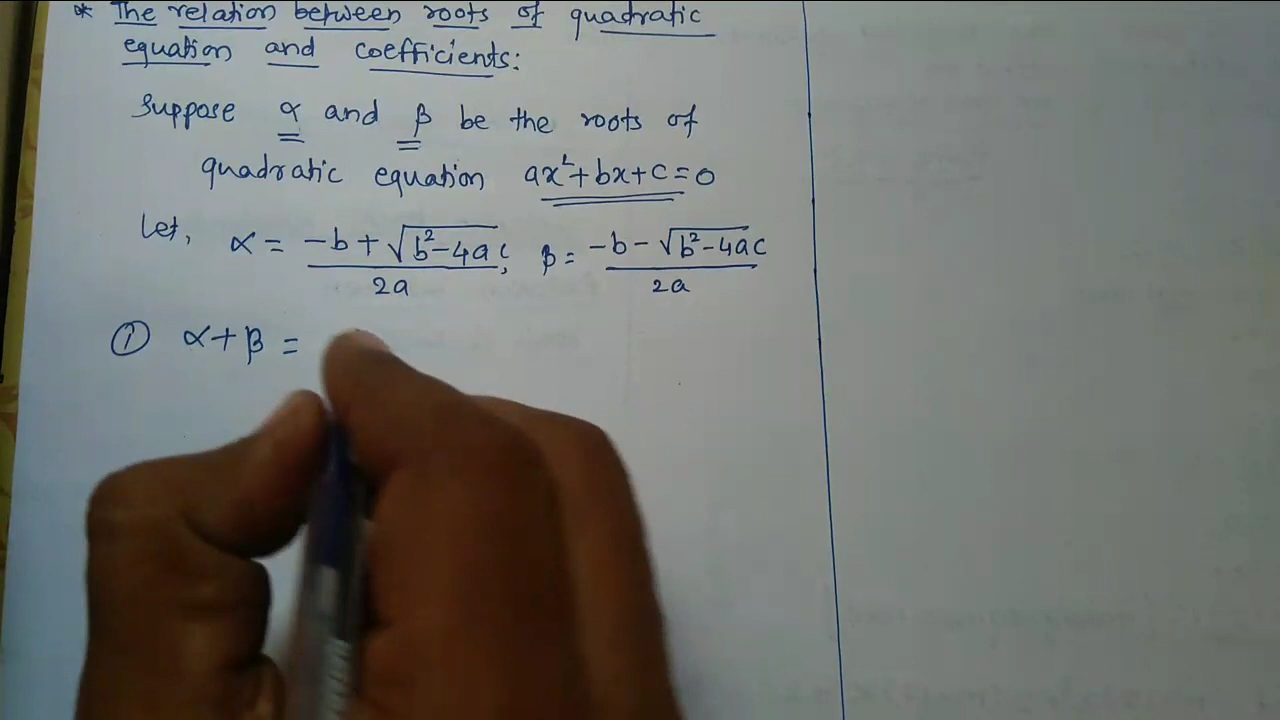 * The relation between roots of quadratic
equation and coefficients:
Suppose α and β be the roots of
quadratic equation ax²+bx+c=0
Let, α = (-b+√(b²-4ac))/2a; β = (-b-√(b²-4ac))/2a
① α+β =